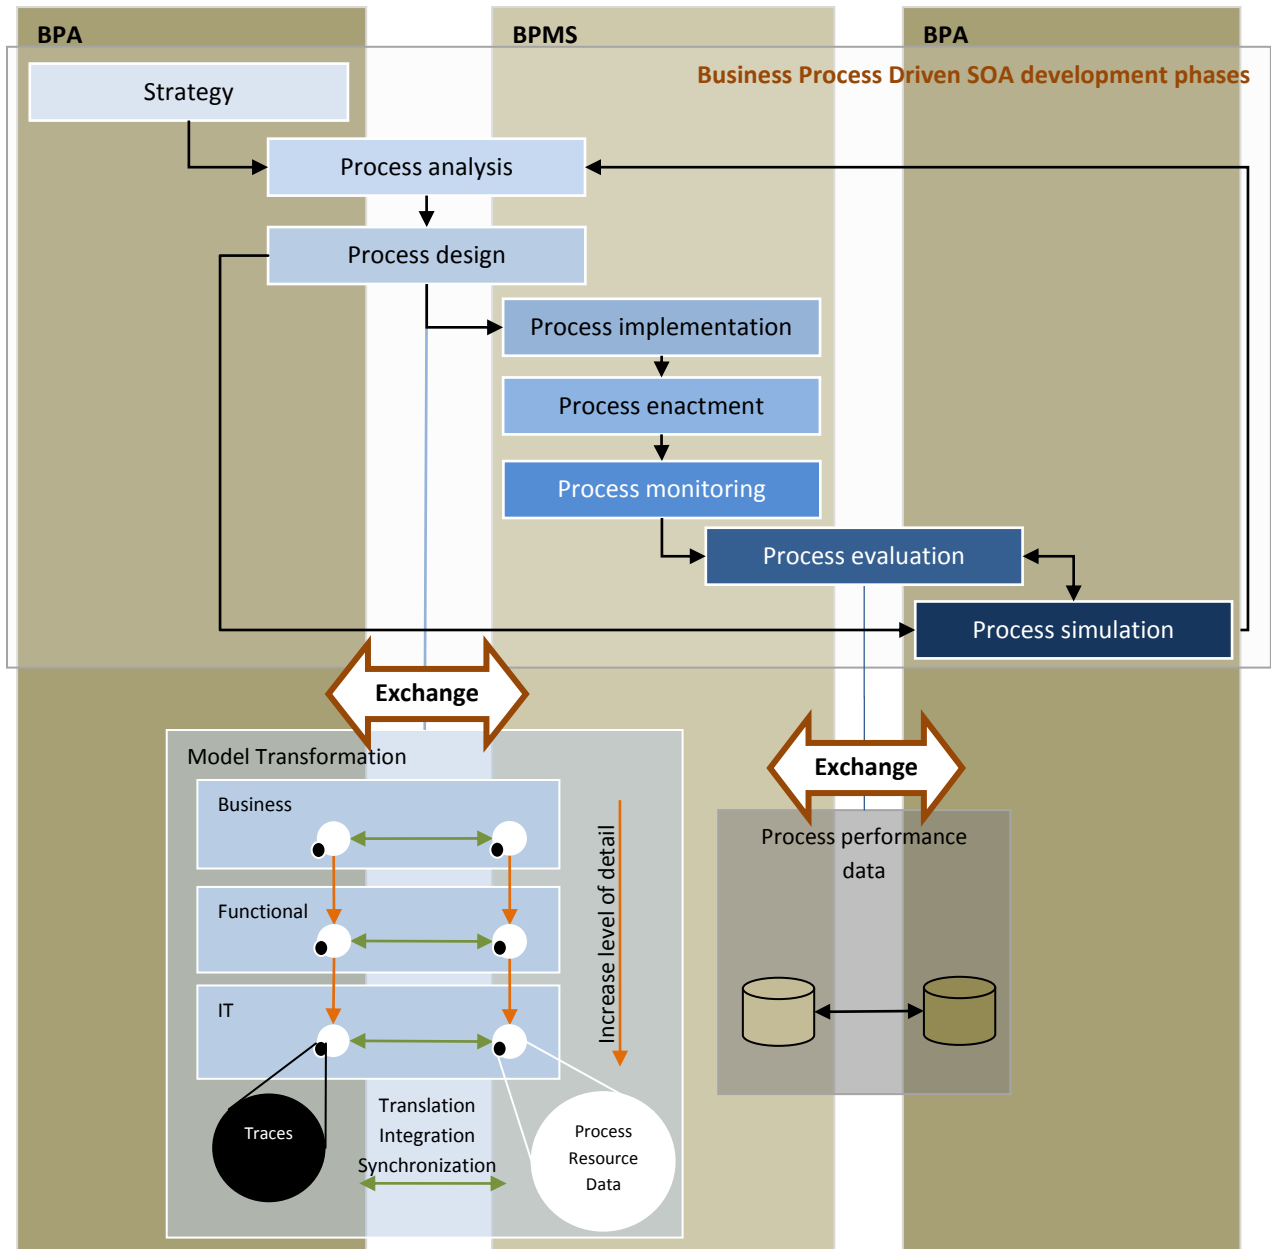 BPA
BPMS
BPA
Business Process Driven SOA development phases
Strategy
Process analysis
Process design
Process implementation
Process enactment
Process monitoring
Process evaluation
Process simulation
Exchange
Exchange
Model Transformation
Business
Functional
IT
Increase level of detail
Traces
Translation
Integration
Synchronization
Process
Resource
Data
Process performance
data